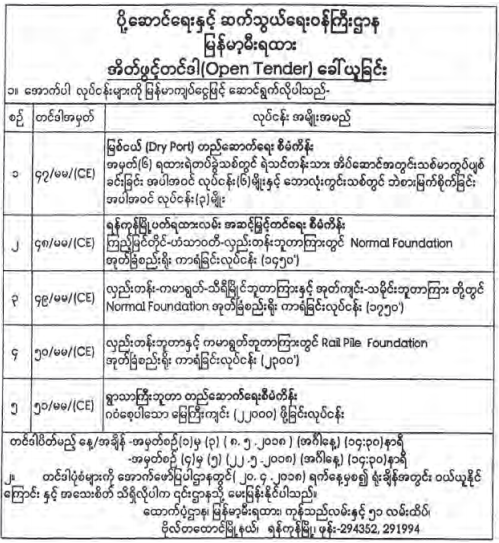 ပို့ဆောင်ရေးနှင့် ဆက်သွယ်ရေးဝန်ကြီးဌာန
မြန်မာ့မီးရထား
အိတ်ဖွင့်တင်ဒါ(Open Tender) ခေါ်ယူခြင်း
၁။ အောက်ပါ လုပ်ငန်းများကို မြန်မာကျပ်ငွေဖြင့် ဆောင်ရွက်လိုပါသည်-
စဉ် တင်ဒါအမှတ် လုပ်ငန်း အမျိုးအမည်
မြစ်ငယ် (Dry Port) တည်ဆောက်ရေး စီမံကိန်း
၁ ၄၇/မမ/(CE) အမှတ်(၆) ရထားရဲတပ်ခွဲသစ်တွင် ရဲသင်တန်းသား အိပ်ဆောင်အတွင်းသစ်မာကွပ်ပျစ်
ခင်းခြင်း အပါအဝင် လုပ်ငန်း(၆)မျိုးနှင့် ဘောလုံးကွင်းသစ်တွင် ဘဲစားမြက်စိုက်ခြင်း
အပါအဝင် လုပ်ငန်း(၃)မျိုး
ရန်ကုန်မြို့ပတ်ရထားလမ်း အဆင့်မြှင့်တင်ရေး စီမံကိန်း
၂ ၄၈/မမ/(CE) ကြည့်မြင်တိုင်-ဟံသာဝတီ-လှည်းတန်းဘူတာကြားတွင် Normal Foundation
အုတ်ခြံစည်းရိုး ကာရံခြင်းလုပ်ငန်း (၁၄၅၀')
၃ ၄၉/မမ/(CE) လှည်းတန်း-ကမာရွတ်-သီရိမြိုင်ဘူတာကြားနှင့် အုတ်ကျင်း-သမိုင်းဘူတာကြား တို့တွင်
Normal Foundation အုတ်ခြံစည်းရိုး ကာရံခြင်းလုပ်ငန်း (၁၇၅၀')
၄ ၅၀/မမ/(CE) လှည်းတန်းဘူတာနှင့် ကမာရွတ်ဘူတာကြားတွင် Rail Pile Foundation
အုတ်ခြံစည်းရိုး ကာရံခြင်းလုပ်ငန်း (၂၃၀၀')
၅ ၅၁/မမ/(CE) ရွာသာကြီးဘူတာ တည်ဆောက်ရေးစီမံကိန်း
ဂဝံစေ့ပါသော မြေကြီးကျင်း (၂၂၀၀၀) ဖို့ခြင်းလုပ်ငန်း
တင်ဒါပိတ်မည့် နေ့/အချိန် -အမှတ်စဉ်(၁)မှ (၃) ( ၈. ၅ .၂၀၁၈ ) (အင်္ဂါနေ့) (၁၄:၃၀)နာရီ
-အမှတ်စဉ် (၄)မှ (၅) (၂၂ .၅ .၂၀၁၈) (အင်္ဂါနေ့) (၁၄:၃၀)နာရီ
၂။ တင်ဒါပုံစံများကို အောက်ဖော်ပြပါဌာနတွင် (၂၀. ၄. ၂၀၁၈) ရက်နေ့မှစ၍ ရုံးချိန်အတွင်း ဝယ်ယူနိုင်
ကြောင်း နှင့် အသေးစိတ် သိရှိလိုပါက ၎င်းဌာနသို့ မေးမြန်းနိုင်ပါသည်။
ထောက်ပံ့ဌာန၊ မြန်မာ့မီးရထား၊ ကုန်သည်လမ်းနှင့် ၅၁ လမ်းထိပ်၊
ဗိုလ်တထောင်မြို့နယ်၊ ရန်ကုန်မြို့၊ ဖုန်း-294352, 291994